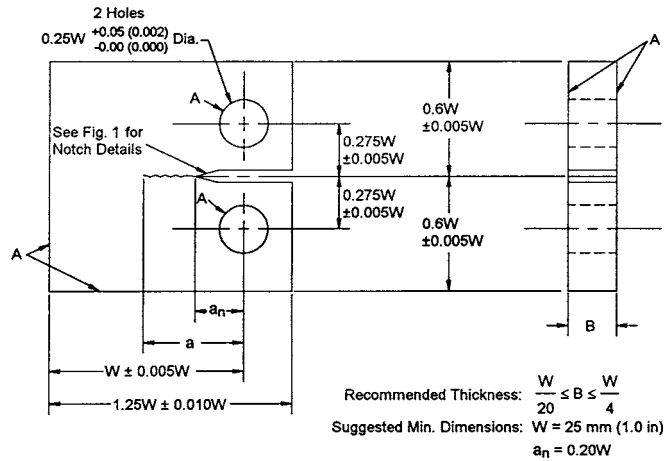 2 Holes
0.25W +0.05 (0.002) -0.00 (0.000) Dia.
A
A
See Fig. 1 for
Notch Details
0.6W
±0.005W
0.275W
±0.005W
0.275W
±0.005W
A
0.6W
±0.005W
A
an
a
B
W ± 0.005W
1.25W ± 0.010W
Recommended Thickness: W/20 ≤ B ≤ W/4
Suggested Min. Dimensions: W = 25 mm (1.0 in)
an = 0.20W